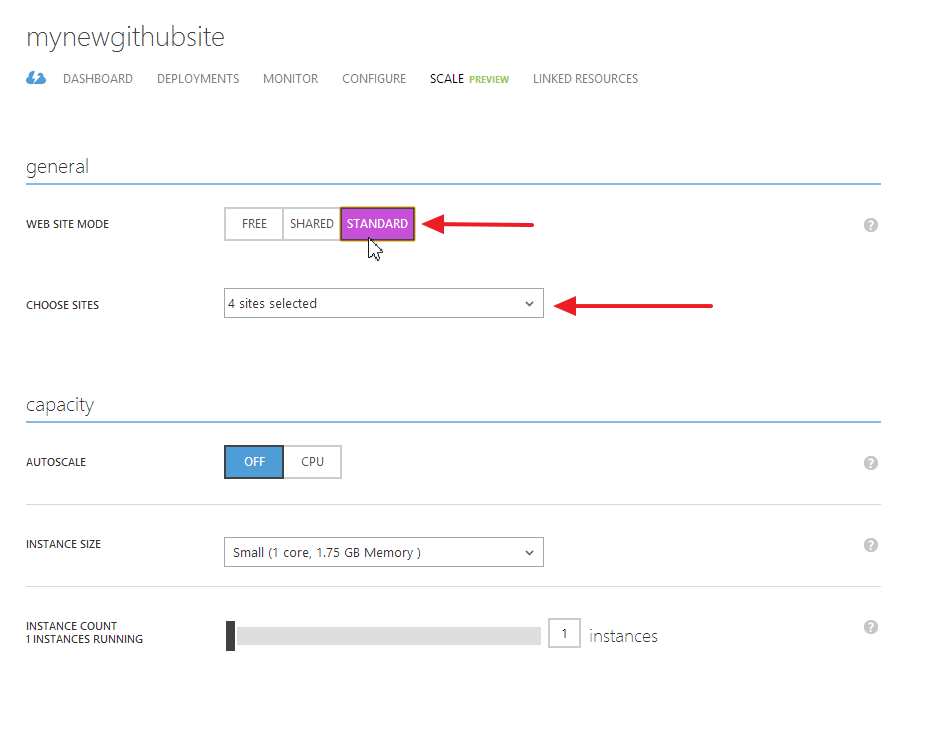 mynewgithubsite
DASHBOARD DEPLOYMENTS MONITOR CONFIGURE SCALE PREVIEW LINKED RESOURCES
general
WEB SITE MODE FREE SHARED STANDARD ?
CHOOSE SITES 4 sites selected
capacity
AUTOSCALE OFF CPU ?
INSTANCE SIZE Small (1 core, 1.75 GB Memory ) ?
INSTANCE COUNT
1 INSTANCES RUNNING 1 instances ?